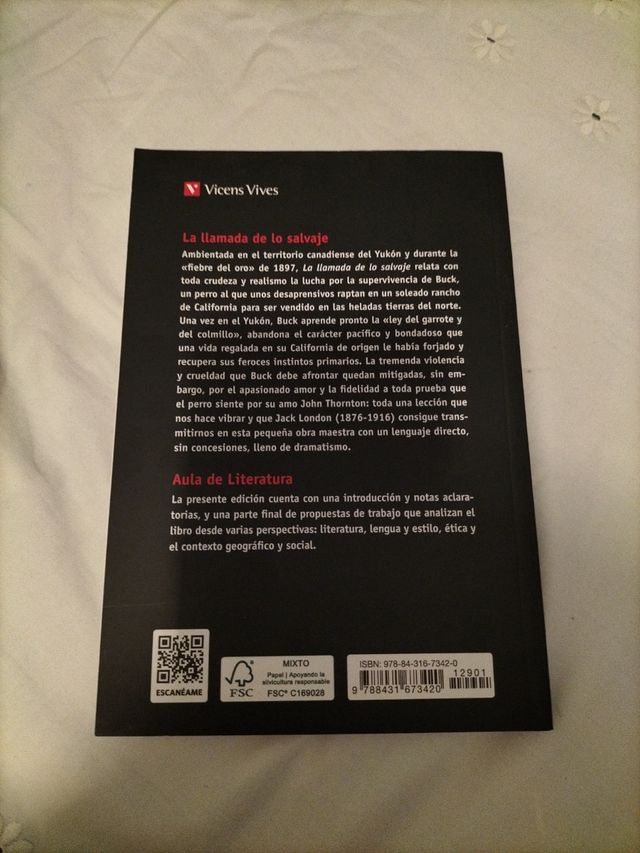 Vicens Vives
La llamada de lo salvaje
Ambientada en el territorio canadiense del Yukón y durante la
«fiebre del oro» de 1897, La llamada de lo salvaje relata con
toda crudeza y realismo la lucha por la supervivencia de Buck,
un perro al que unos desaprensivos raptan en un soleado rancho
de California para ser vendido en las heladas tierras del norte.
Una vez en el Yukón, Buck aprende pronto la «ley del garrote y
del colmillo», abandona el carácter pacífico y bondadoso que
una vida regalada en su California de origen le había forjado y
recupera sus feroces instintos primarios. La tremenda violencia
y crueldad que Buck debe afrontar quedan mitigadas, sin em-
bargo, por el apasionado amor y la fidelidad a toda prueba que
el perro siente por su amo John Thornton: toda una lección que
nos hace vibrar y que Jack London (1876-1916) consigue trans-
mitirnos en esta pequeña obra maestra con un lenguaje directo,
sin concesiones, lleno de dramatismo.
Aula de Literatura
La presente edición cuenta con una introducción y notas aclara-
torias, y una parte final de propuestas de trabajo que analizan el
libro desde varias perspectivas: literatura, lengua y estilo, ética y
el contexto geográfico y social.
ESCANÉAME
FSC
MIXTO
Papel | Apoyando la
silvicultura responsable
FSC® C169028
ISBN: 978-84-316-7342-0
12901
9 788431 673420